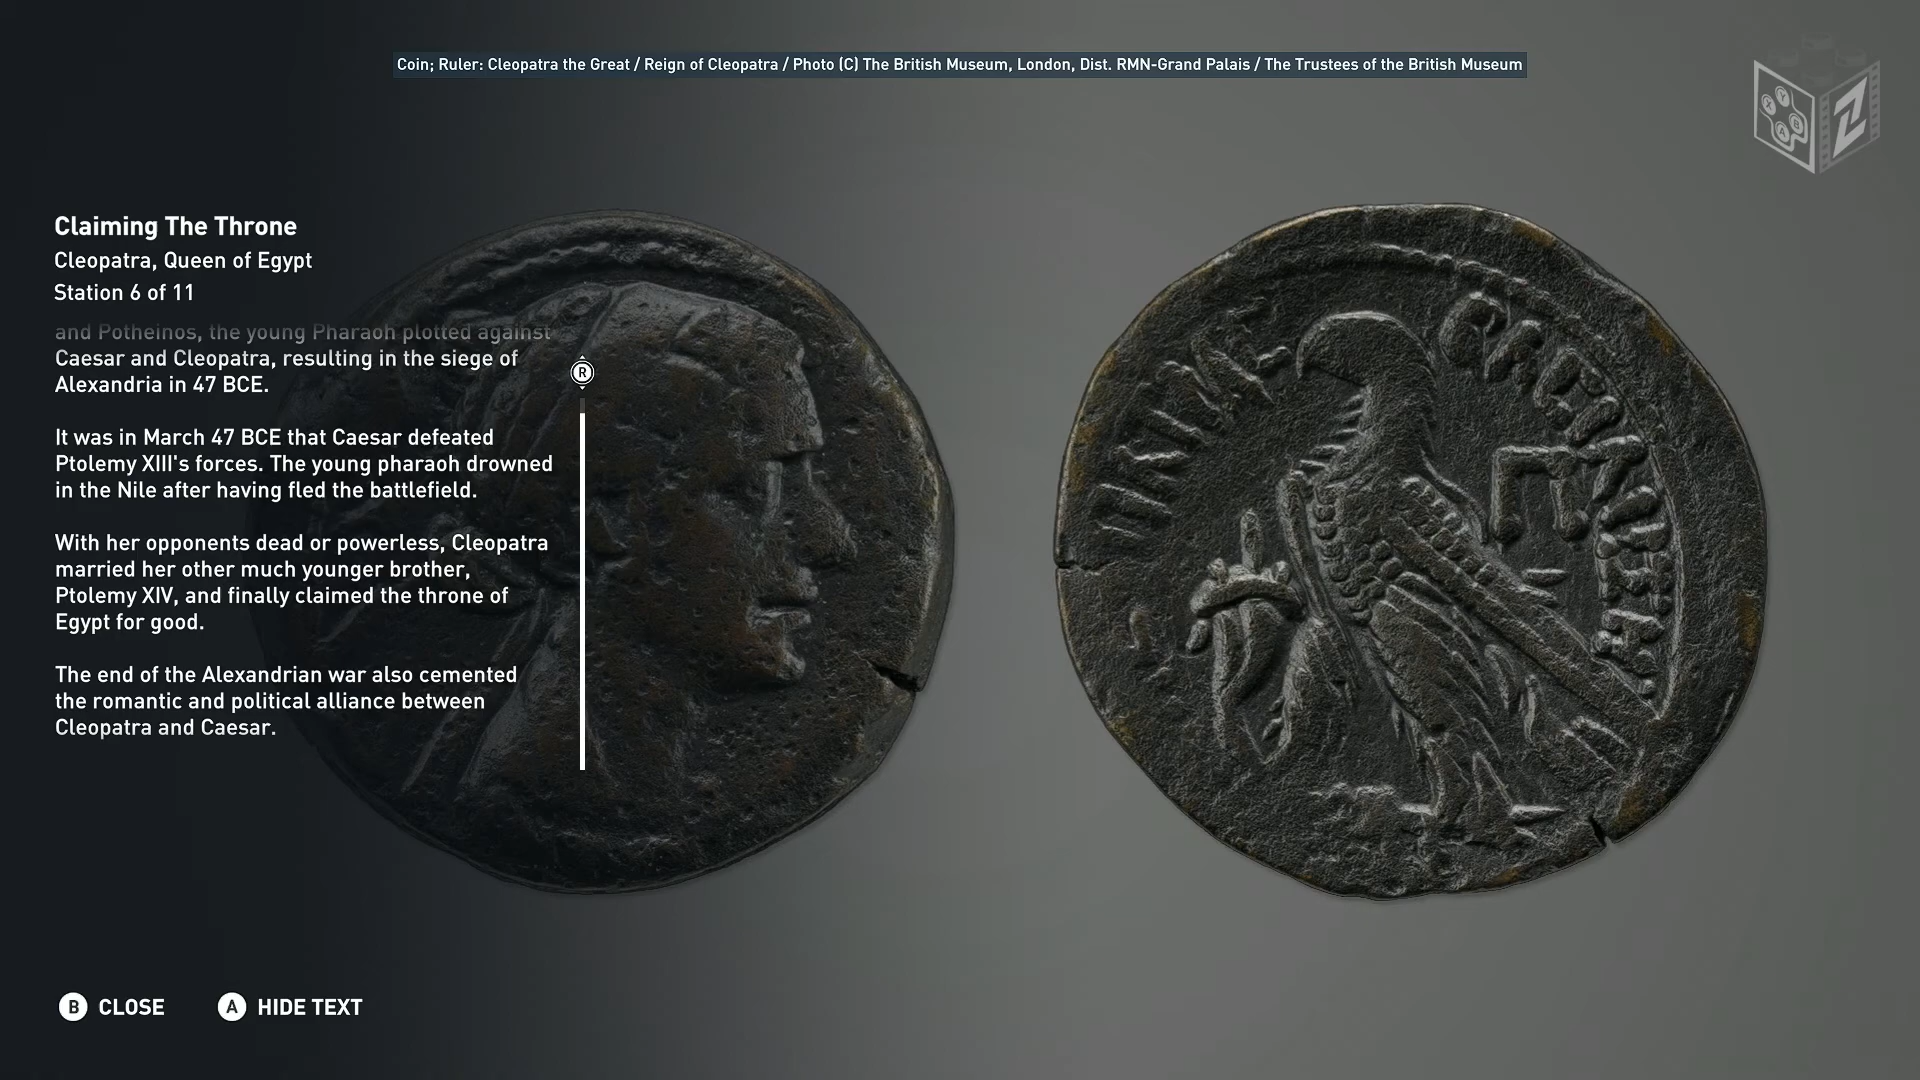 Coin; Ruler: Cleopatra the Great / Reign of Cleopatra / Photo (C) The British Museum, London, Dist. RMN-Grand Palais / The Trustees of the British Museum
Claiming The Throne
Cleopatra, Queen of Egypt
Station 6 of 11
and Potheinos, the young Pharaoh plotted against
Caesar and Cleopatra, resulting in the siege of
Alexandria in 47 BCE.
It was in March 47 BCE that Caesar defeated
Ptolemy XIII's forces. The young pharaoh drowned
in the Nile after having fled the battlefield.
With her opponents dead or powerless, Cleopatra
married her other much younger brother,
Ptolemy XIV, and finally claimed the throne of
Egypt for good.
The end of the Alexandrian war also cemented
the romantic and political alliance between
Cleopatra and Caesar.
R
Π
X Y A B
Z
B CLOSE A HIDE TEXT